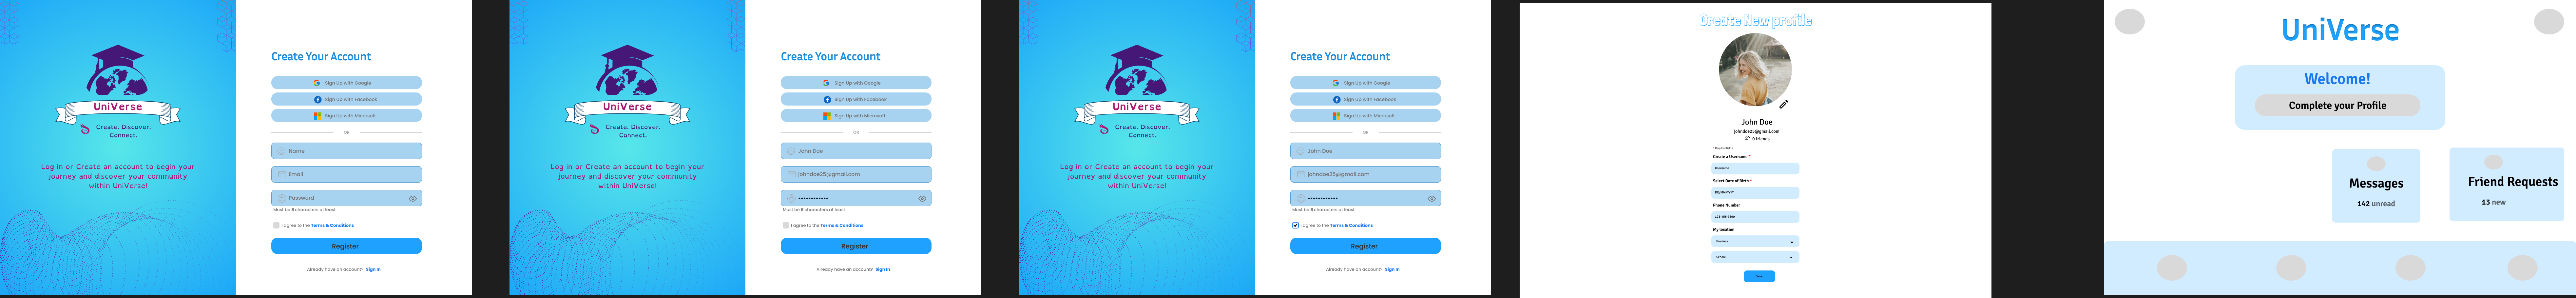 UniVerse
Create. Discover.
Connect.
Log in or Create an account to begin your
journey and discover your community
within UniVerse!
Create Your Account
Sign Up with Google
Sign Up with Facebook
Sign Up with Microsoft
OR
Name
Email
Password
Must be 8 characters at least
I agree to the Terms & Conditions
Register
Already have an account? Sign In
UniVerse
Create. Discover.
Connect.
Log in or Create an account to begin your
journey and discover your community
within UniVerse!
Create Your Account
Sign Up with Google
Sign Up with Facebook
Sign Up with Microsoft
OR
John Doe
johndoe25@gmail.com
Must be 8 characters at least
I agree to the Terms & Conditions
Register
Already have an account? Sign In
UniVerse
Create. Discover.
Connect.
Log in or Create an account to begin your
journey and discover your community
within UniVerse!
Create Your Account
Sign Up with Google
Sign Up with Facebook
Sign Up with Microsoft
OR
John Doe
johndoe25@gmail.com
Must be 8 characters at least
I agree to the Terms & Conditions
Register
Already have an account? Sign In
Create New profile
John Doe
johndoe25@gmail.com
0 friends
* Required fields
Create a Username *
Username
Select Date of Birth *
DD/MM/YYYY
Phone Number
My location
Province
School
Save
UniVerse
Welcome!
Complete your Profile
Messages
142 unread
Friend Requests
13 new